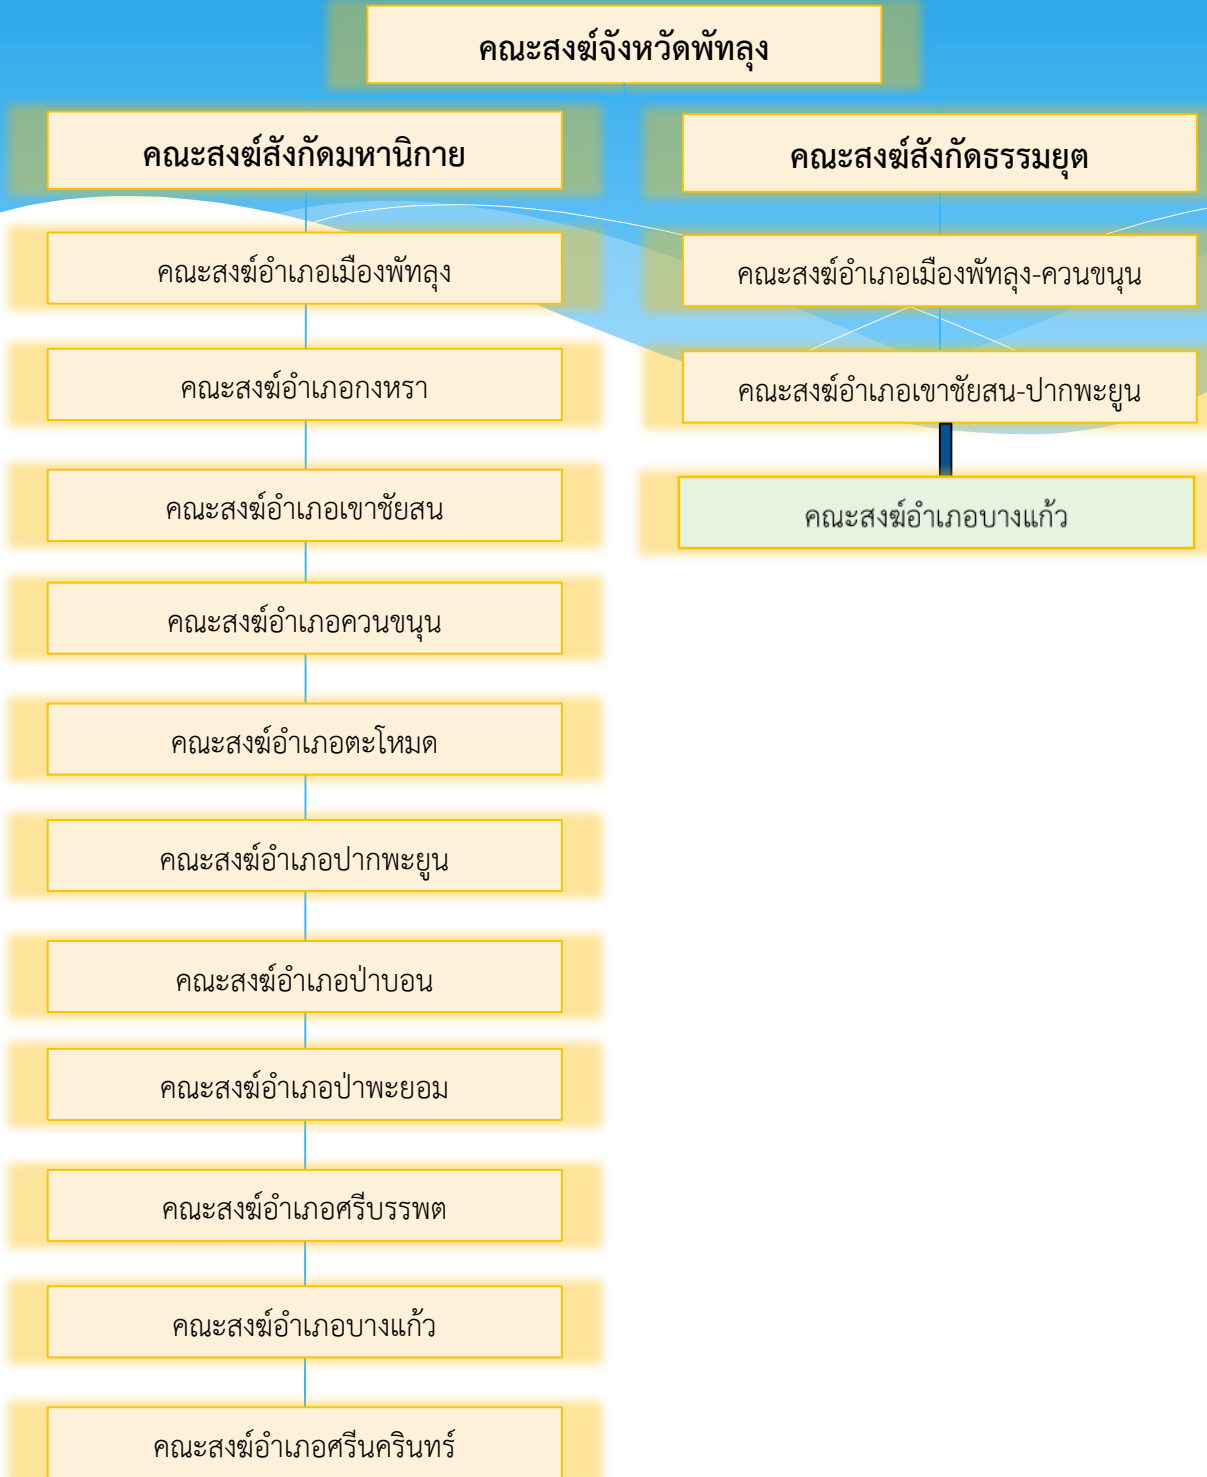 คณะสงฆ์จังหวัดพัทลุง
คณะสงฆ์สังกัดมหานิกาย
คณะสงฆ์อำเภอเมืองพัทลุง
คณะสงฆ์อำเภอกงหรา
คณะสงฆ์อำเภอเขาชัยสน
คณะสงฆ์อำเภอควนขนุน
คณะสงฆ์อำเภอตะโหมด
คณะสงฆ์อำเภอปากพะยูน
คณะสงฆ์อำเภอป่าบอน
คณะสงฆ์อำเภอป่าพะยอม
คณะสงฆ์อำเภอศรีบรรพต
คณะสงฆ์อำเภอบางแก้ว
คณะสงฆ์อำเภอศรีนครินทร์
คณะสงฆ์สังกัดธรรมยุต
คณะสงฆ์อำเภอเมืองพัทลุง-ควนขนุน
คณะสงฆ์อำเภอเขาชัยสน-ปากพะยูน
คณะสงฆ์อำเภอบางแก้ว